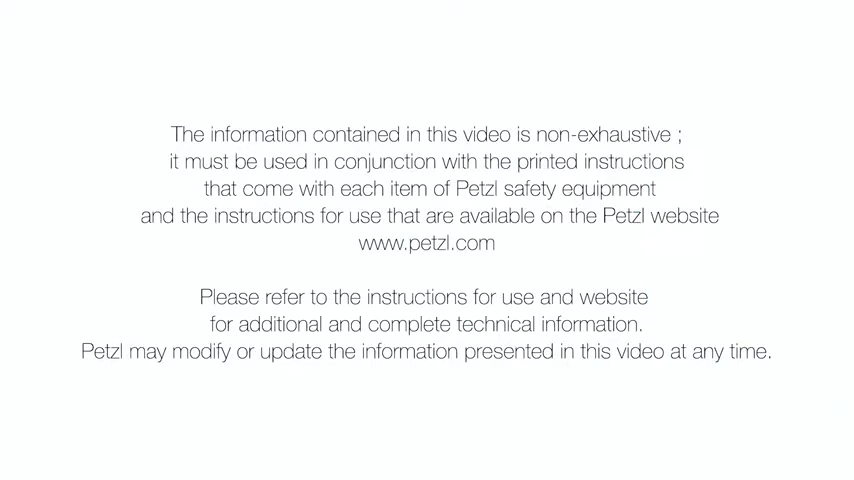 The information contained in this video is non-exhaustive ;
it must be used in conjunction with the printed instructions
that come with each item of Petzl safety equipment
and the instructions for use that are available on the Petzl website
www.petzl.com
Please refer to the instructions for use and website
for additional and complete technical information.
Petzl may modify or update the information presented in this video at any time.